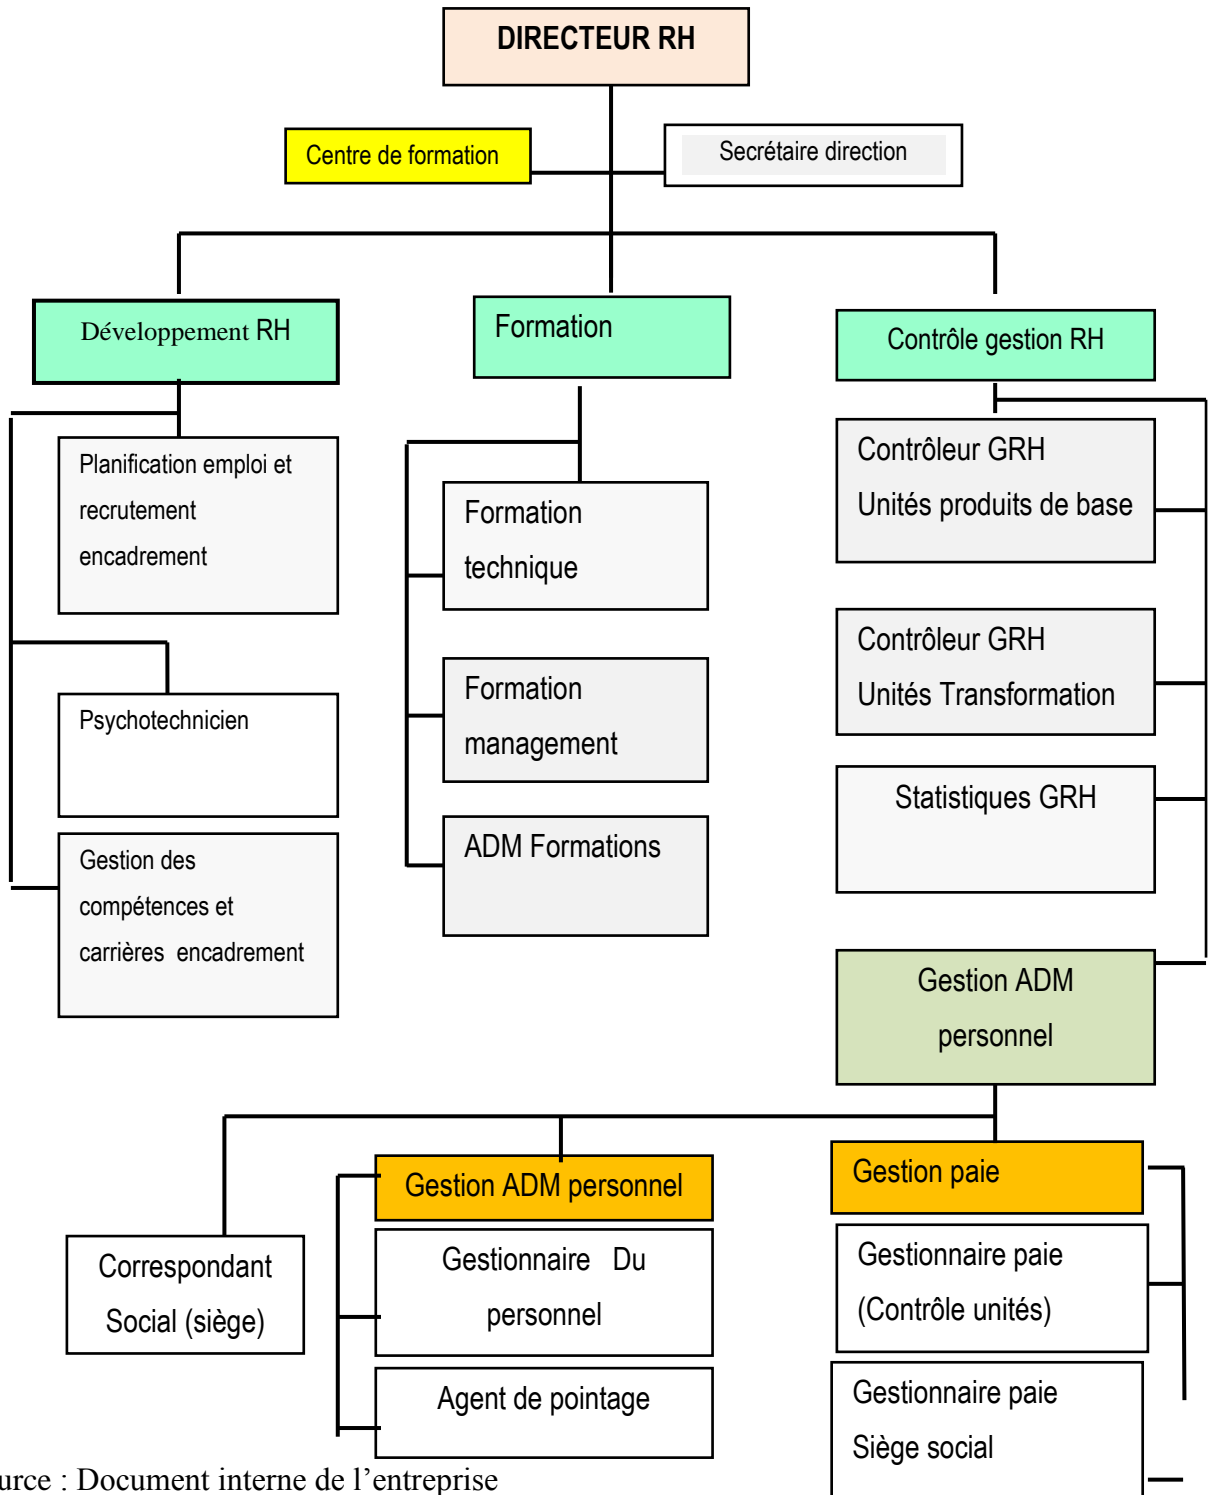 DIRECTEUR RH
Centre de formation
Secrétaire direction
Développement RH
Formation
Contrôle gestion RH
Planification emploi et
recrutement
encadrement
Psychotechnicien
Gestion des
compétences et
carrières encadrement
Formation
technique
Formation
management
ADM Formations
Contrôleur GRH
Unités produits de base
Contrôleur GRH
Unités Transformation
Statistiques GRH
Gestion ADM
personnel
Correspondant
Social (siège)
Gestion ADM personnel
Gestionnaire Du
personnel
Agent de pointage
Gestion paie
Gestionnaire paie
(Contrôle unités)
Gestionnaire paie
Siège social
urce : Document interne de l’entreprise